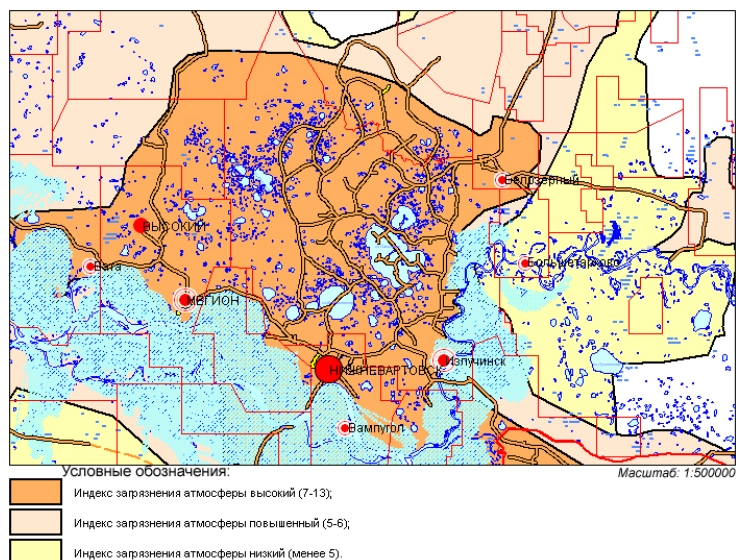 Белозерный
ВЫСОКИЙ
Вата
Большетархово
МЕГИОН
Излучинск
НИЖНЕВАРТОВСК
Вампугол
Условные обозначения:
Масштаб: 1:500000
Индекс загрязнения атмосферы высокий (7-13);
Индекс загрязнения атмосферы повышенный (5-6);
Индекс загрязнения атмосферы низкий (менее 5).